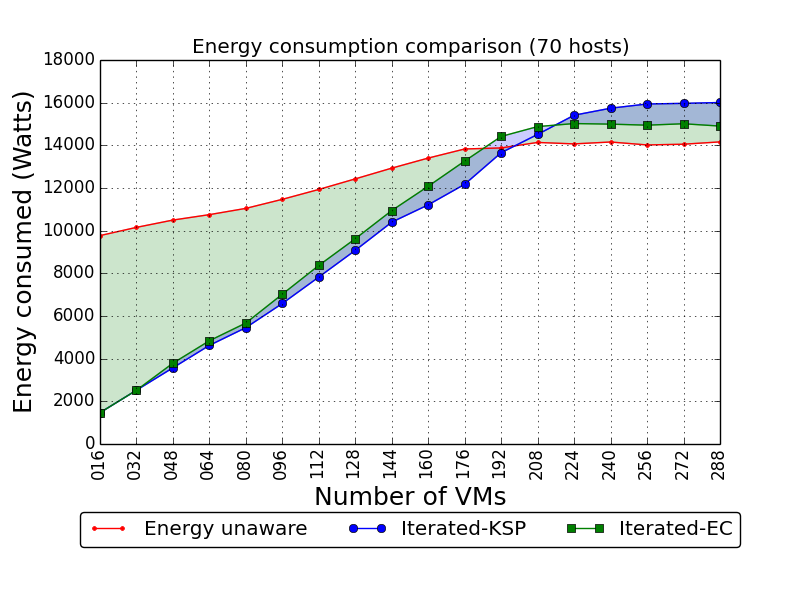 Energy consumption comparison (70 hosts)
18000
16000
14000
12000
10000
8000
6000
4000
2000
0
Energy consumed (Watts)
016 032 048 064 080 096 112 128 144 160 176 192 208 224 240 256 272 288
Number of VMs
Energy unaware Iterated-KSP Iterated-EC